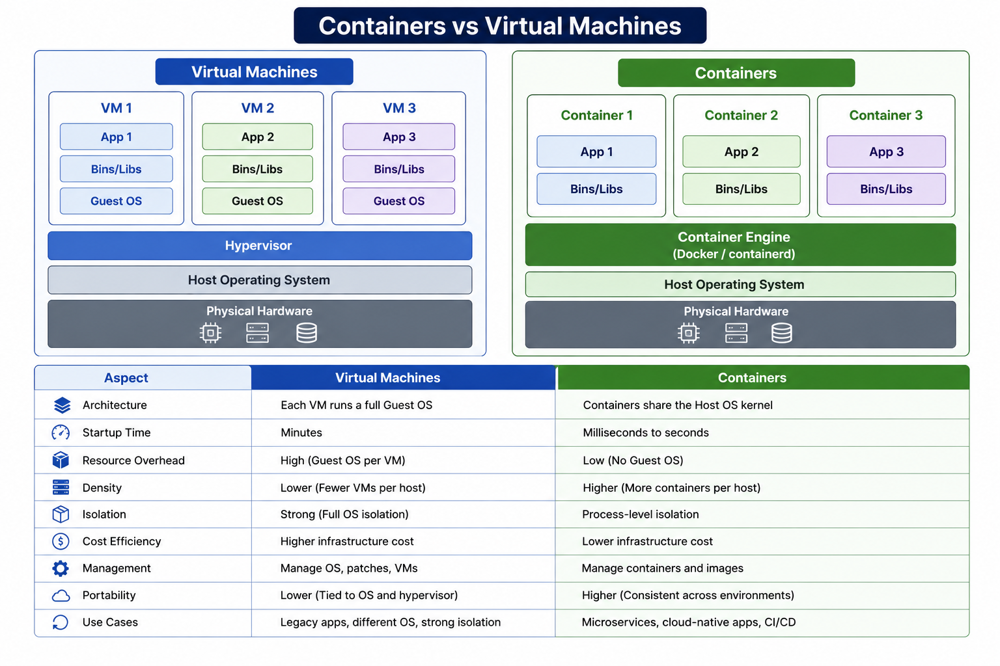 Containers vs Virtual Machines
Virtual Machines
VM 1
App 1
Bins/Libs
Guest OS
VM 2
App 2
Bins/Libs
Guest OS
VM 3
App 3
Bins/Libs
Guest OS
Hypervisor
Host Operating System
Physical Hardware
Containers
Container 1
App 1
Bins/Libs
Container 2
App 2
Bins/Libs
Container 3
App 3
Bins/Libs
Container Engine
(Docker / containerd)
Host Operating System
Physical Hardware
Aspect Virtual Machines Containers
Architecture Each VM runs a full Guest OS Containers share the Host OS kernel
Startup Time Minutes Milliseconds to seconds
Resource Overhead High (Guest OS per VM) Low (No Guest OS)
Density Lower (Fewer VMs per host) Higher (More containers per host)
Isolation Strong (Full OS isolation) Process-level isolation
Cost Efficiency Higher infrastructure cost Lower infrastructure cost
Management Manage OS, patches, VMs Manage containers and images
Portability Lower (Tied to OS and hypervisor) Higher (Consistent across environments)
Use Cases Legacy apps, different OS, strong isolation Microservices, cloud-native apps, CI/CD